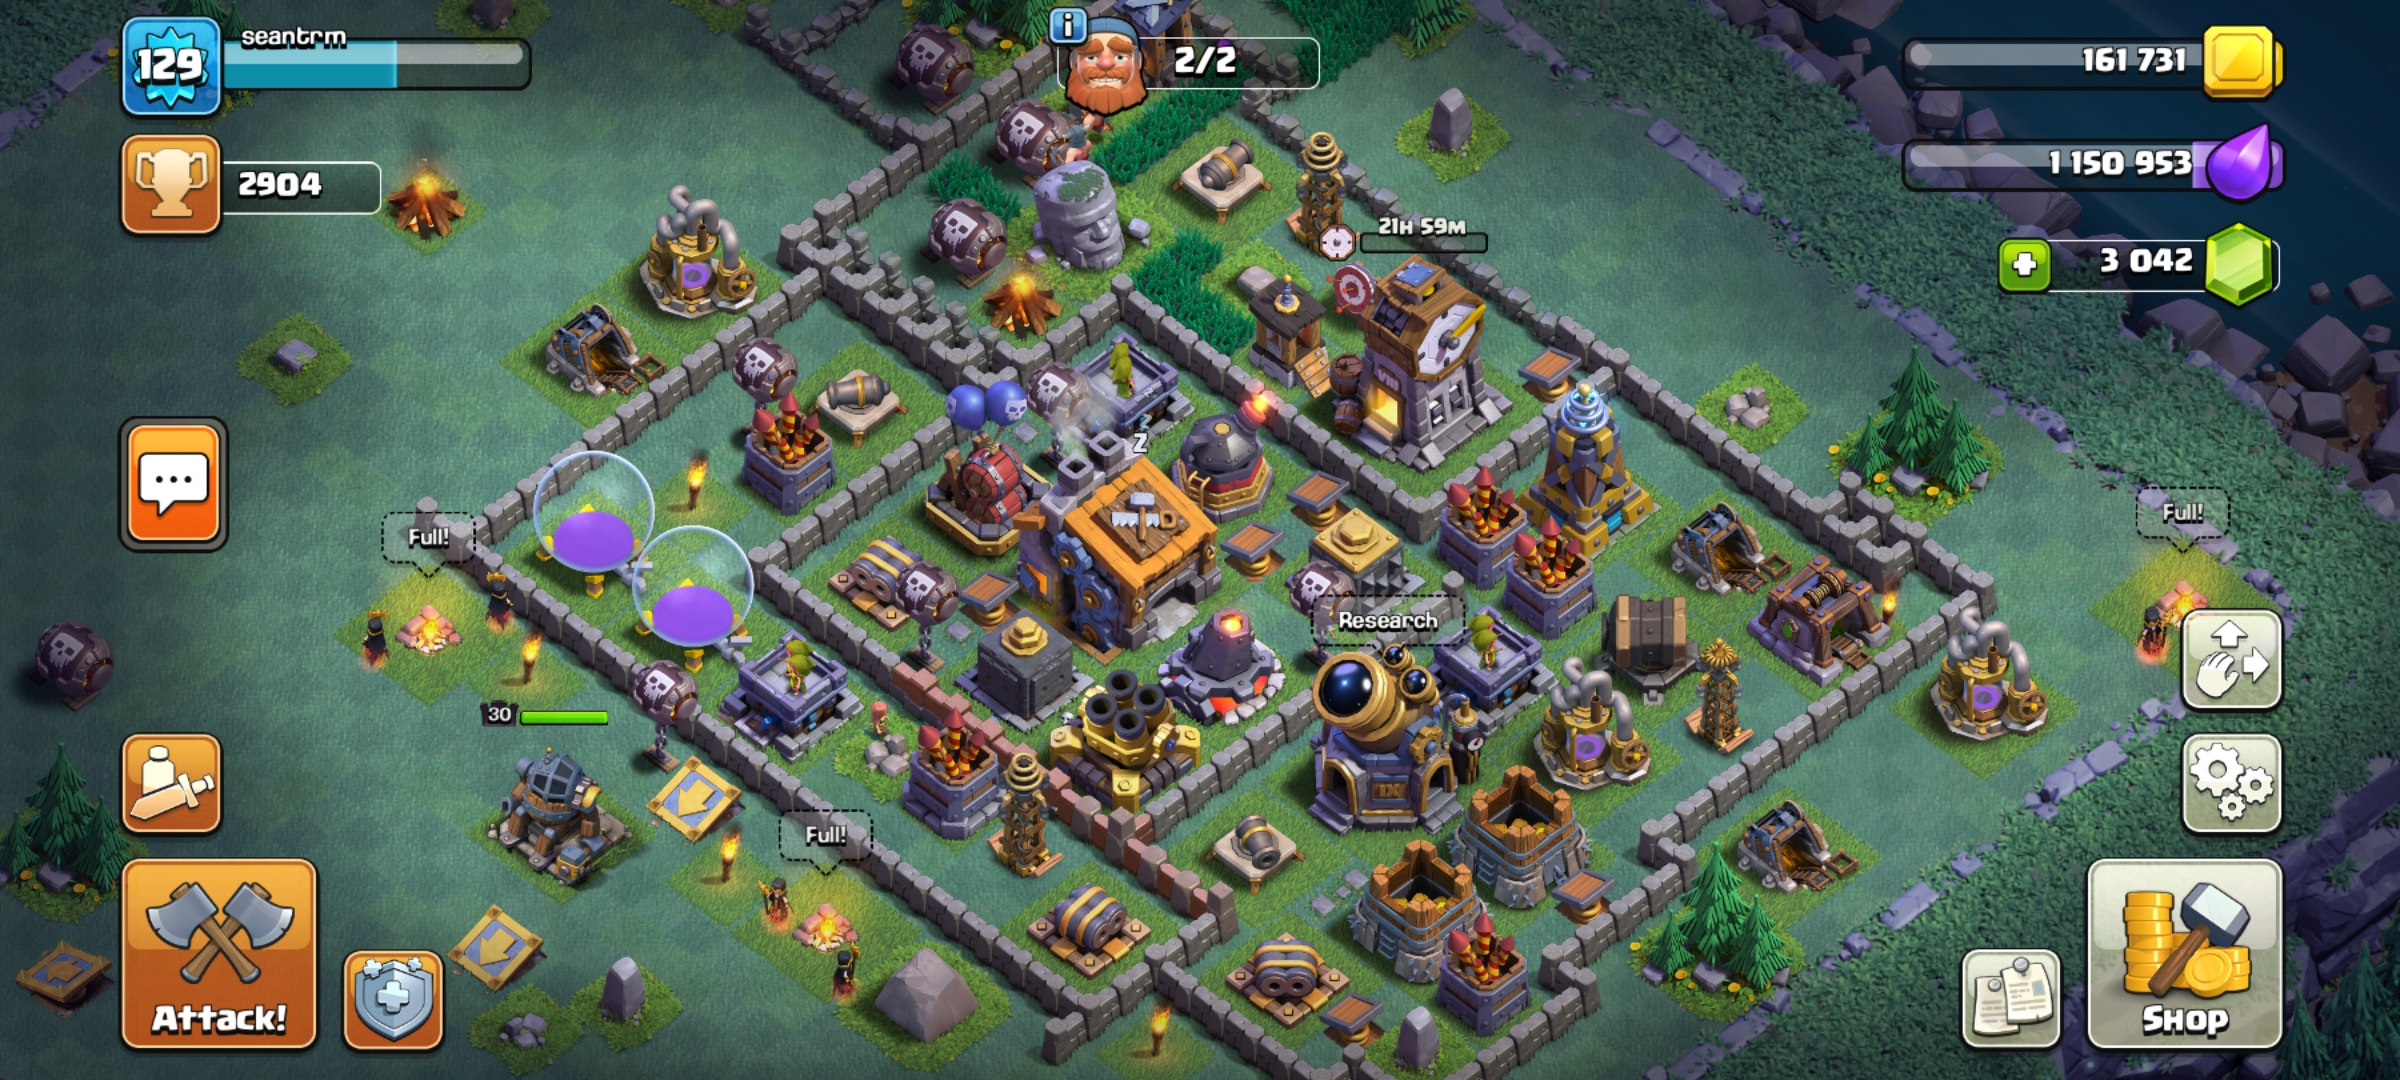 129
seantrm
2/2
161 731
2904
1 150 953
21H 59M
3 042
Z
Full!
Full!
Research
30
Full!
Attack!
Shop